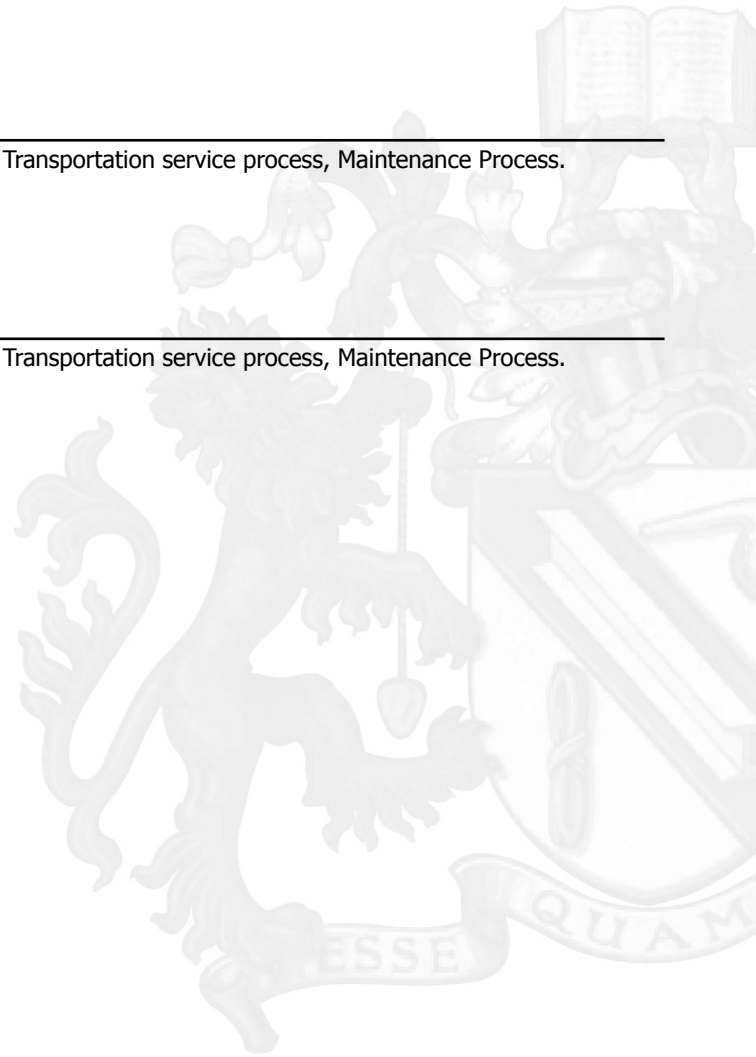 Transportation service process, Maintenance Process.
Transportation service process, Maintenance Process.
ESSE QUAM